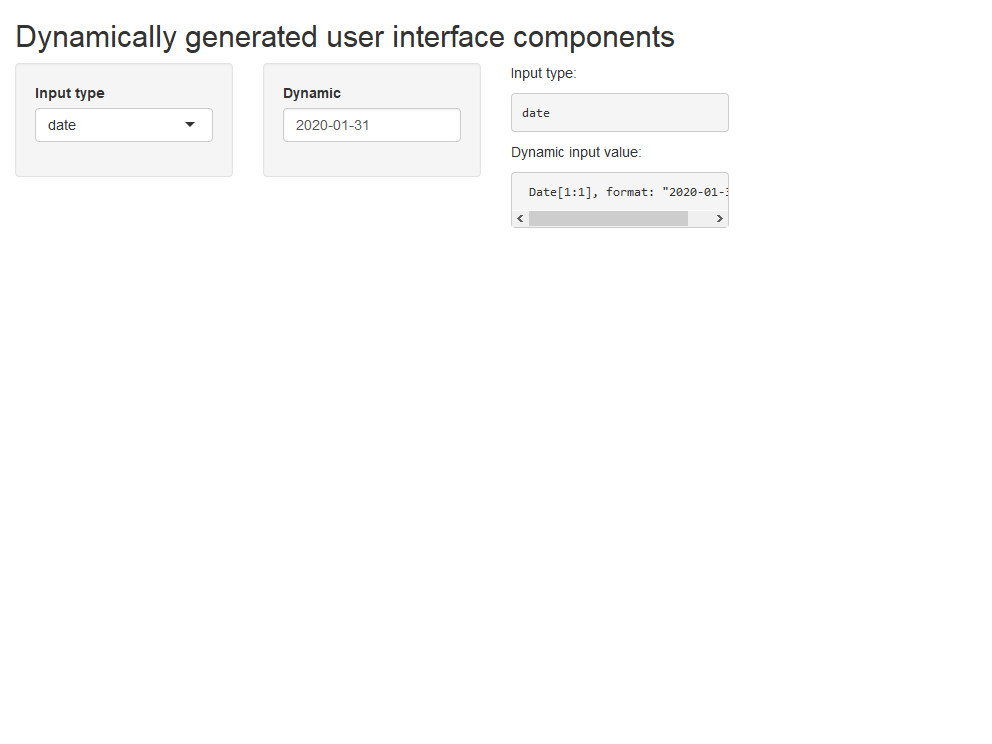 Dynamically generated user interface components
Input type
date
Dynamic
2020-01-31
Input type:
date
Dynamic input value:
Date[1:1], format: "2020-01-3